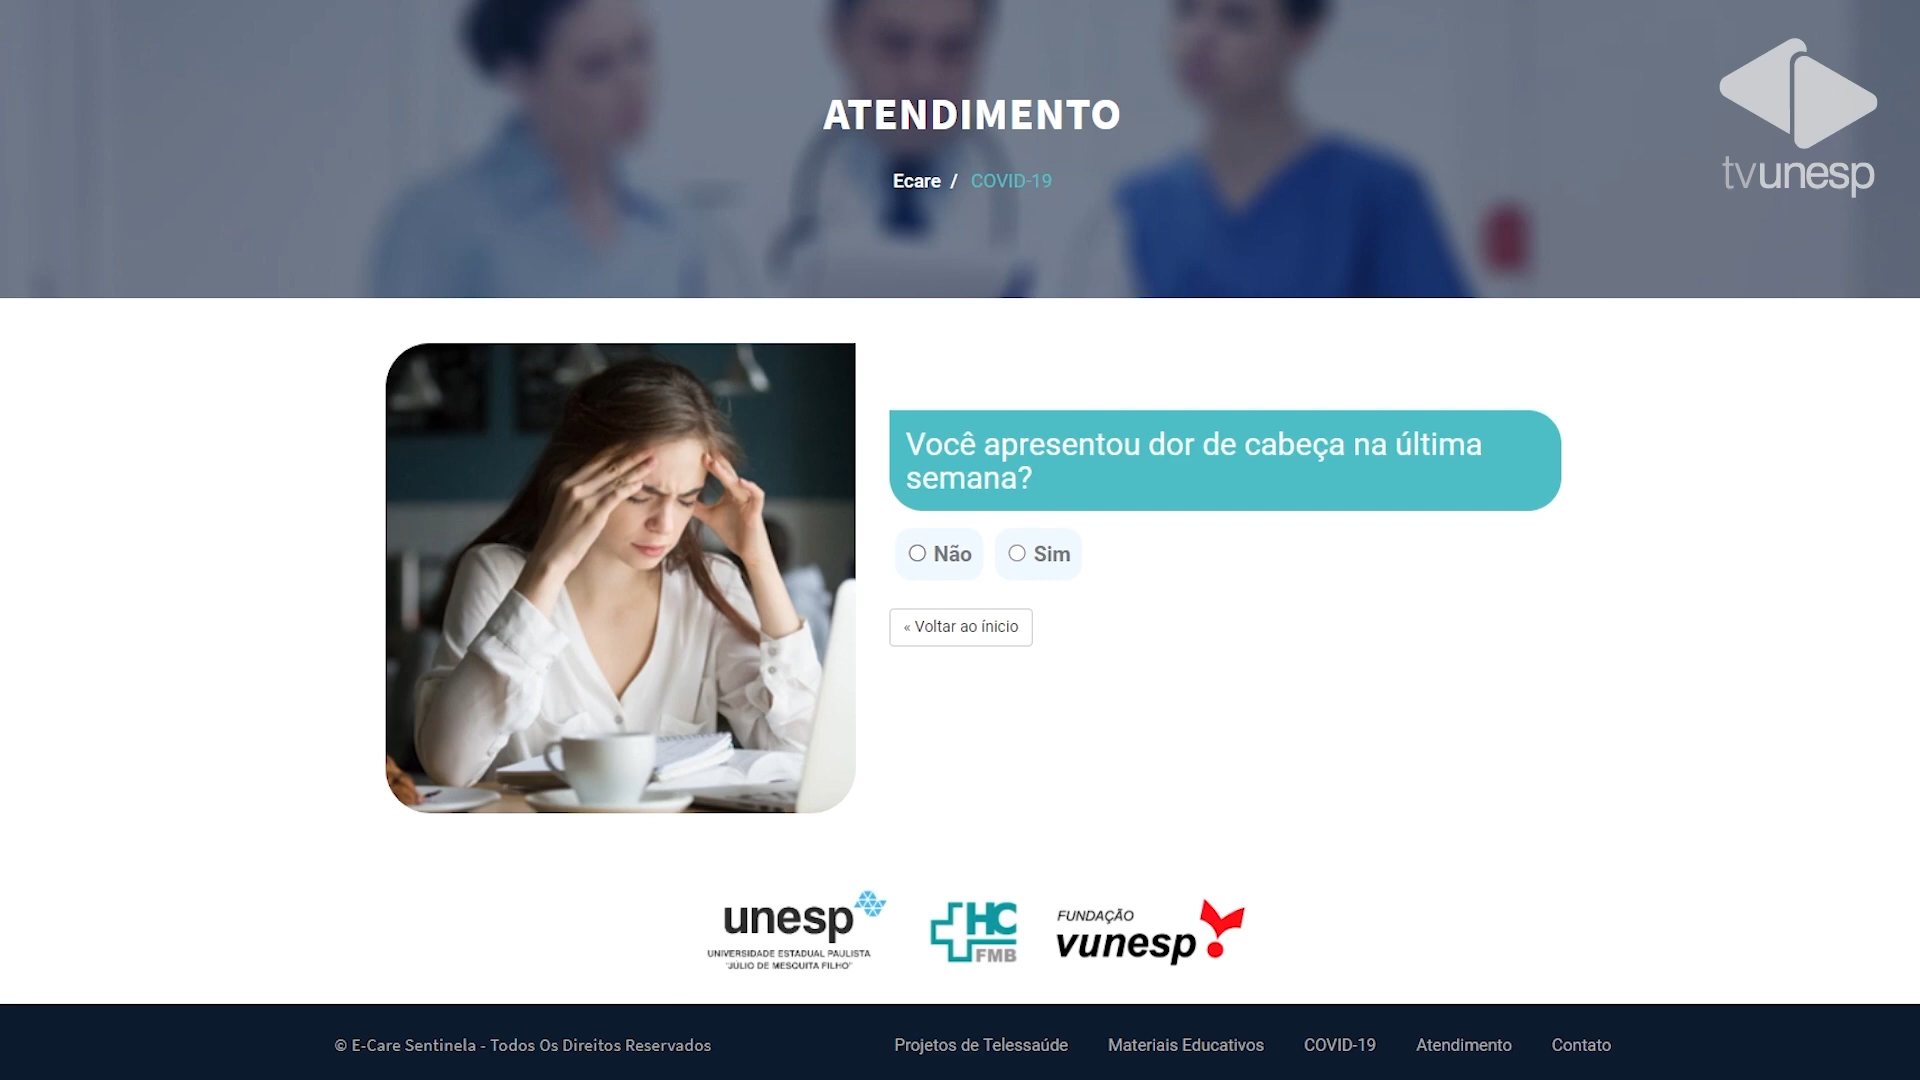 ATENDIMENTO
Ecare / COVID-19
tvunesp
Você apresentou dor de cabeça na última
semana?
Não
Sim
« Voltar ao ínicio
unesp
UNIVERSIDADE ESTADUAL PAULISTA
"JÚLIO DE MESQUITA FILHO"
HC
FMB
FUNDAÇÃO
vunesp
© E-Care Sentinela - Todos Os Direitos Reservados
Projetos de Telessaúde
Materiais Educativos
COVID-19
Atendimento
Contato